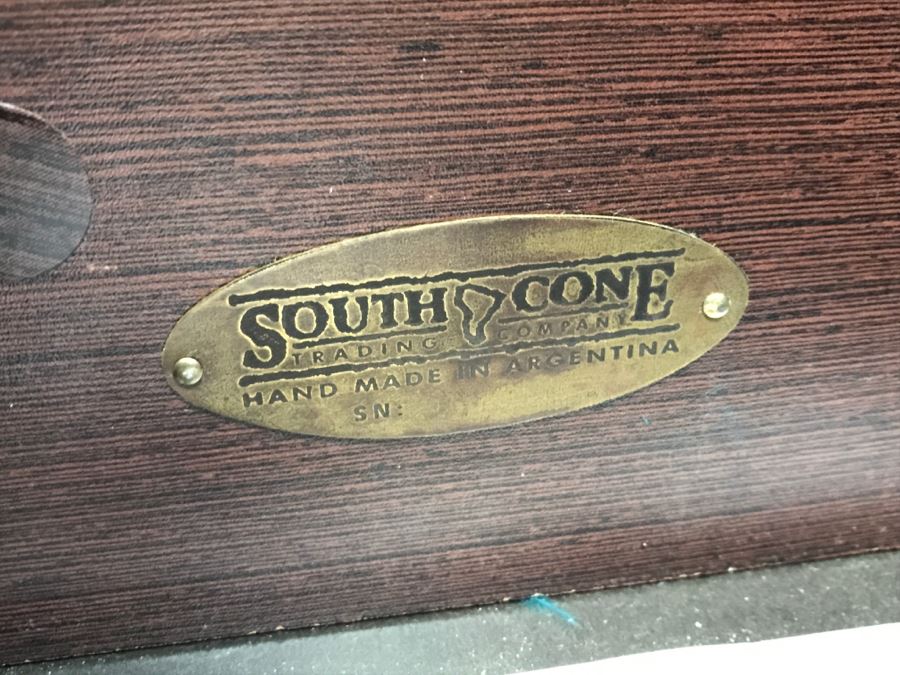 SOUTH CONE
TRADING COMPANY
HAND MADE IN ARGENTINA
SN: